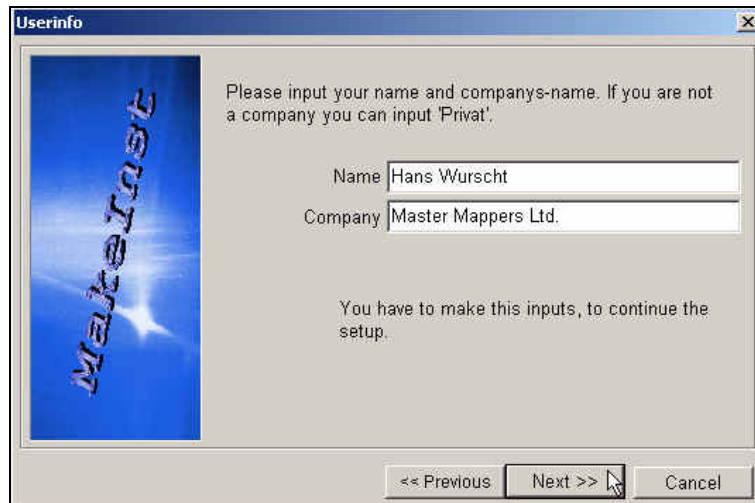 Userinfo
MakeInst
Please input your name and companys-name. If you are not
a company you can input 'Privat'.
Name Hans Wurscht
Company Master Mappers Ltd.
You have to make this inputs, to continue the
setup.
<< Previous Next >> Cancel